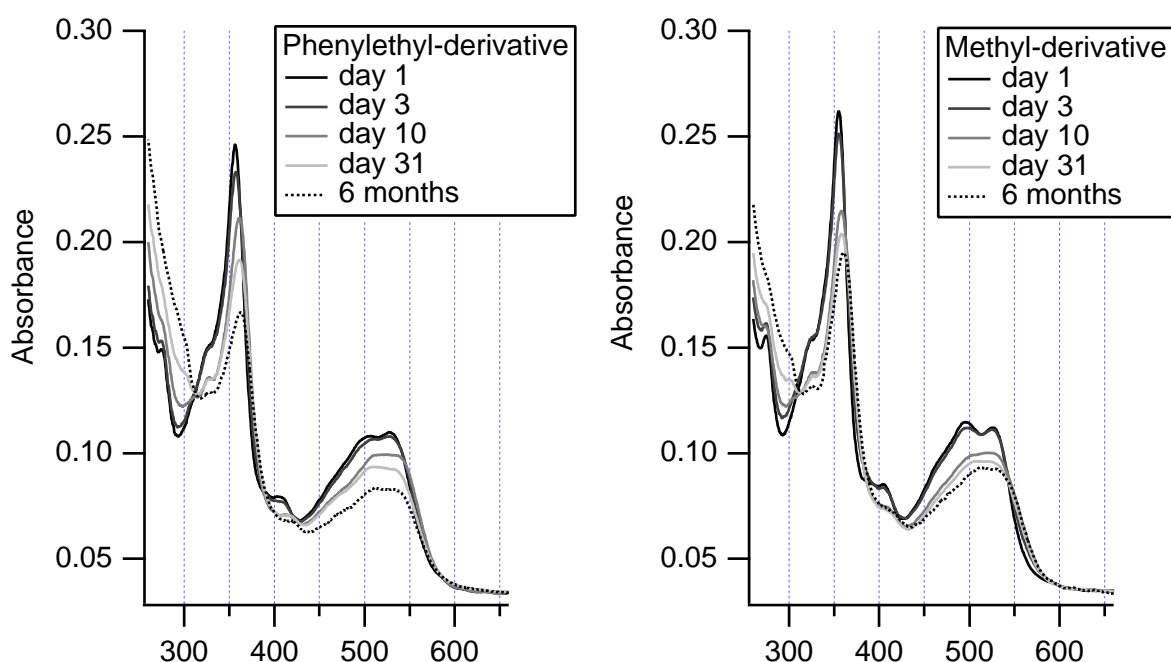 0.30
0.25
0.20
0.15
0.10
0.05
Absorbance
300
400
500
600
Phenylethyl-derivative
day 1
day 3
day 10
day 31
6 months
0.30
0.25
0.20
0.15
0.10
0.05
Absorbance
300
400
500
600
Methyl-derivative
day 1
day 3
day 10
day 31
6 months